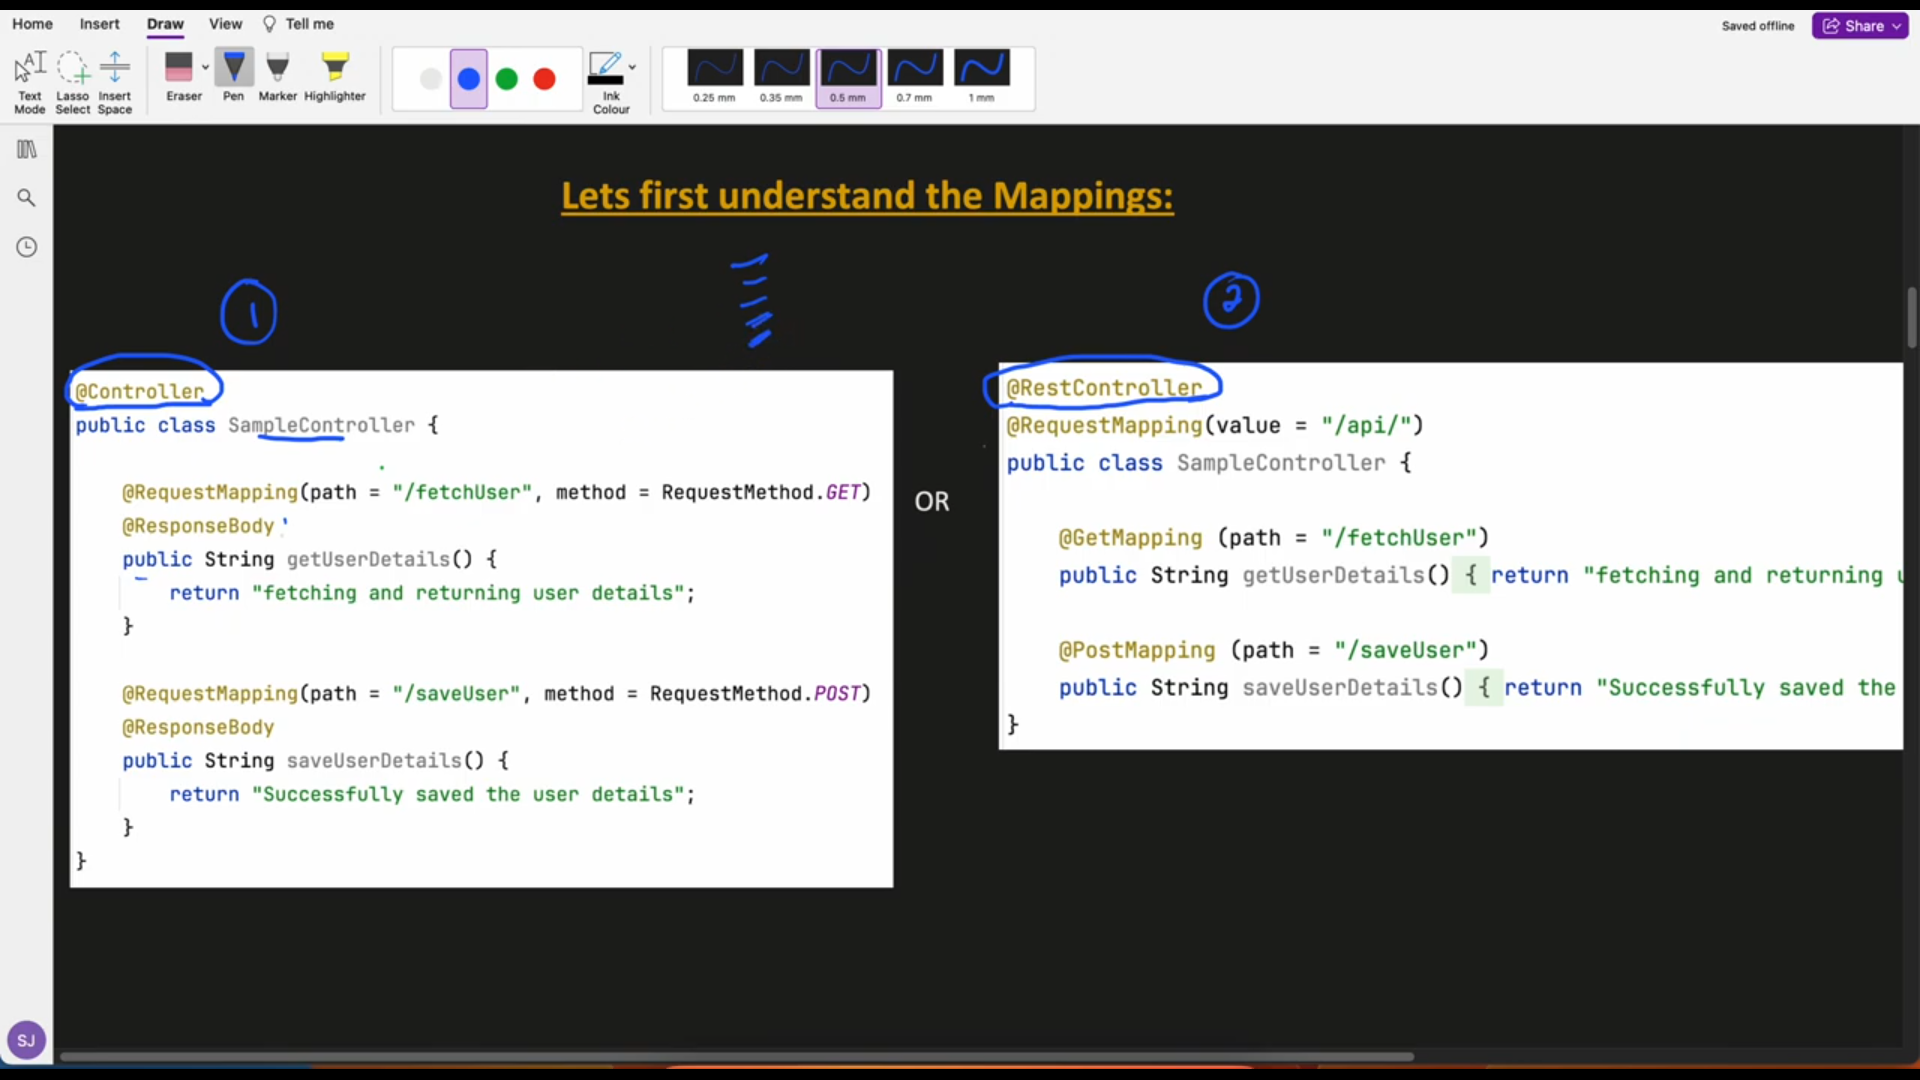 Home Insert Draw View Tell me
Saved offline
Share
Text Mode
Lasso Select
Insert Space
Eraser
Pen
Marker
Highlighter
Ink Colour
0.25 mm
0.35 mm
0.5 mm
0.7 mm
1 mm
Lets first understand the Mappings:
1
2
@Controller
public class SampleController {
@RequestMapping(path = "/fetchUser", method = RequestMethod.GET)
@ResponseBody
public String getUserDetails() {
return "fetching and returning user details";
}
@RequestMapping(path = "/saveUser", method = RequestMethod.POST)
@ResponseBody
public String saveUserDetails() {
return "Successfully saved the user details";
}
}
OR
@RestController
@RequestMapping(value = "/api/")
public class SampleController {
@GetMapping (path = "/fetchUser")
public String getUserDetails() { return "fetching and returning
@PostMapping (path = "/saveUser")
public String saveUserDetails() { return "Successfully saved the
}
SJ